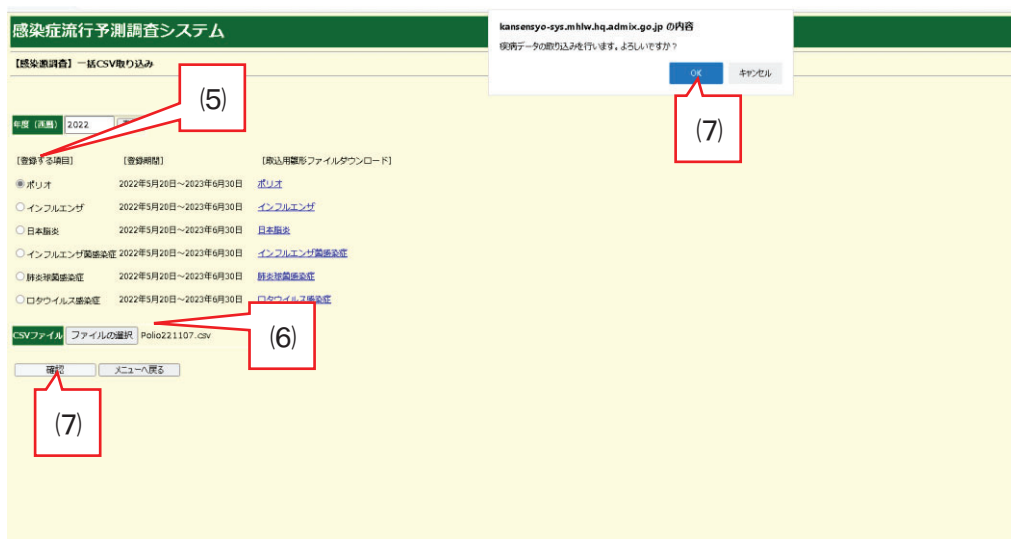 感染症流行予測調査システム
kansensyo-sys.mhlw.hq.admix.go.jp の内容
疾病データの取り込みを行います。よろしいですか？
OK キャンセル
【感染源調査】一括CSV取り込み
(5)
(7)
年度（西暦） 2022
[登録する項目] [登録期間] [取込用雛形ファイルダウンロード]
ポリオ 2022年5月20日～2023年6月30日 ポリオ
インフルエンザ 2022年5月20日～2023年6月30日 インフルエンザ
日本脳炎 2022年5月20日～2023年6月30日 日本脳炎
インフルエンザ菌感染症 2022年5月20日～2023年6月30日 インフルエンザ菌感染症
肺炎球菌感染症 2022年5月20日～2023年6月30日 肺炎球菌感染症
ロタウイルス感染症 2022年5月20日～2023年6月30日 ロタウイルス感染症
CSVファイル ファイルの選択 Polio221107.csv
(6)
確認 メニューへ戻る
(7)